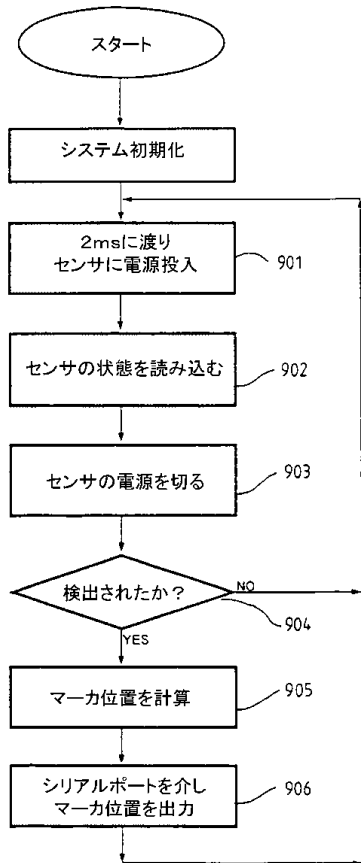 スタート
システム初期化
2msに渡り
センサに電源投入
901
センサの状態を読み込む
902
センサの電源を切る
903
検出されたか？
NO
904
YES
マーカ位置を計算
905
シリアルポートを介し
マーカ位置を出力
906